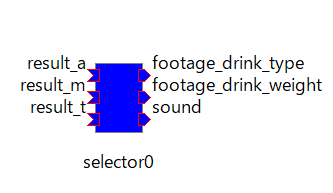 result_a footage_drink_type
result_m footage_drink_weight
result_t sound
selector0